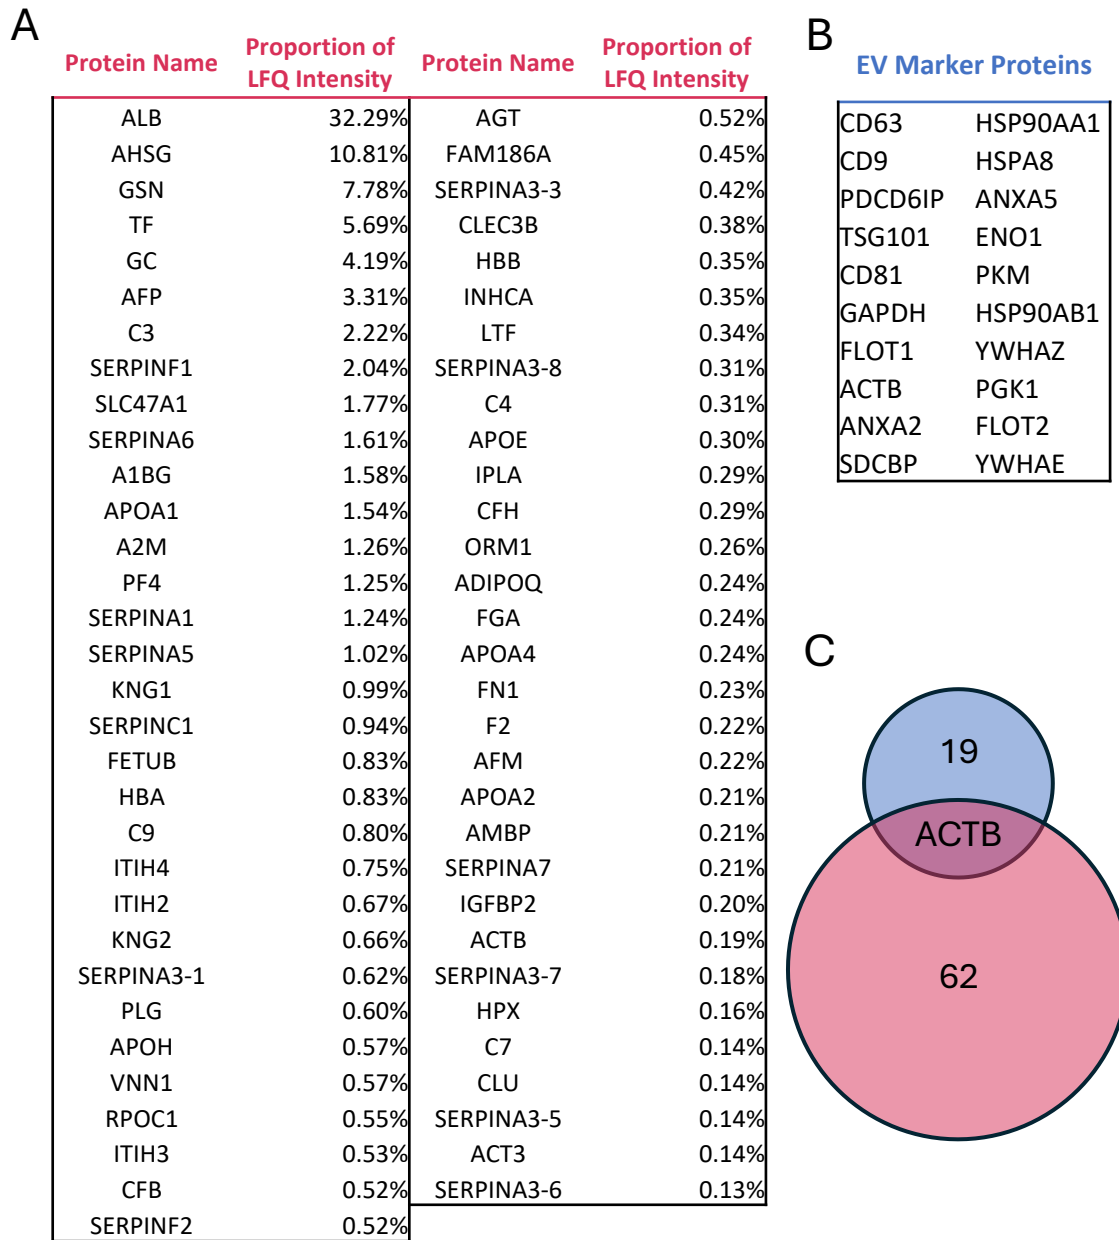 A
Protein Name Proportion of LFQ Intensity Protein Name Proportion of LFQ Intensity
ALB 32.29% AGT 0.52%
AHSG 10.81% FAM186A 0.45%
GSN 7.78% SERPINA3-3 0.42%
TF 5.69% CLEC3B 0.38%
GC 4.19% HBB 0.35%
AFP 3.31% INHCA 0.35%
C3 2.22% LTF 0.34%
SERPINF1 2.04% SERPINA3-8 0.31%
SLC47A1 1.77% C4 0.31%
SERPINA6 1.61% APOE 0.30%
A1BG 1.58% IPLA 0.29%
APOA1 1.54% CFH 0.29%
A2M 1.26% ORM1 0.26%
PF4 1.25% ADIPOQ 0.24%
SERPINA1 1.24% FGA 0.24%
SERPINA5 1.02% APOA4 0.24%
KNG1 0.99% FN1 0.23%
SERPINC1 0.94% F2 0.22%
FETUB 0.83% AFM 0.22%
HBA 0.83% APOA2 0.21%
C9 0.80% AMBP 0.21%
ITIH4 0.75% SERPINA7 0.21%
ITIH2 0.67% IGFBP2 0.20%
KNG2 0.66% ACTB 0.19%
SERPINA3-1 0.62% SERPINA3-7 0.18%
PLG 0.60% HPX 0.16%
APOH 0.57% C7 0.14%
VNN1 0.57% CLU 0.14%
RPOC1 0.55% SERPINA3-5 0.14%
ITIH3 0.53% ACT3 0.14%
CFB 0.52% SERPINA3-6 0.13%
SERPINF2 0.52%
B
EV Marker Proteins
CD63 HSP90AA1
CD9 HSPA8
PDCD6IP ANXA5
TSG101 ENO1
CD81 PKM
GAPDH HSP90AB1
FLOT1 YWHAZ
ACTB PGK1
ANXA2 FLOT2
SDCBP YWHAE
C
19
ACTB
62